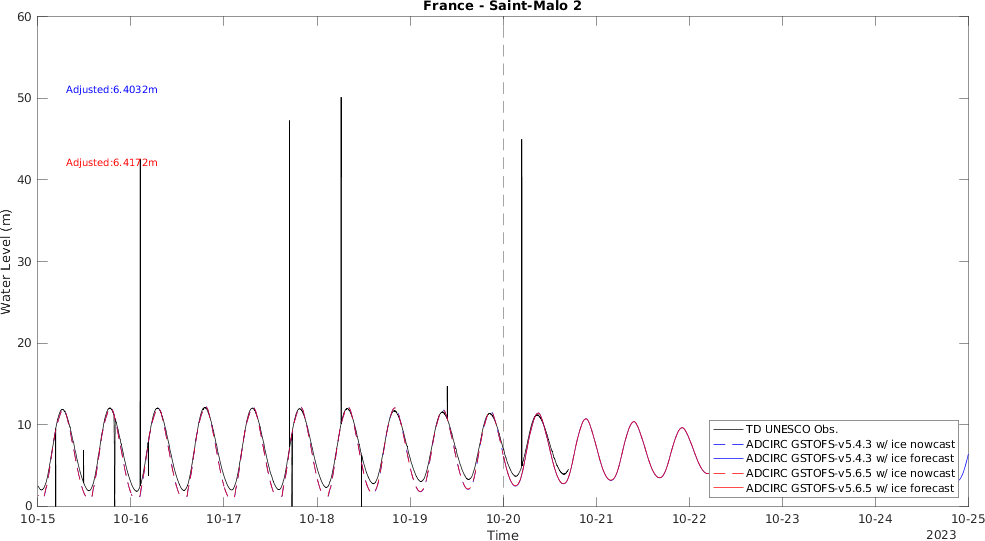 France - Saint-Malo 2
60
50
40
30
20
10
0
Water Level (m)
Adjusted:6.4032m
Adjusted:6.4172m
TD UNESCO Obs.
ADCIRC GSTOFS-v5.4.3 w/ ice nowcast
ADCIRC GSTOFS-v5.4.3 w/ ice forecast
ADCIRC GSTOFS-v5.6.5 w/ ice nowcast
ADCIRC GSTOFS-v5.6.5 w/ ice forecast
10-15 10-16 10-17 10-18 10-19 10-20 10-21 10-22 10-23 10-24 10-25
Time
2023